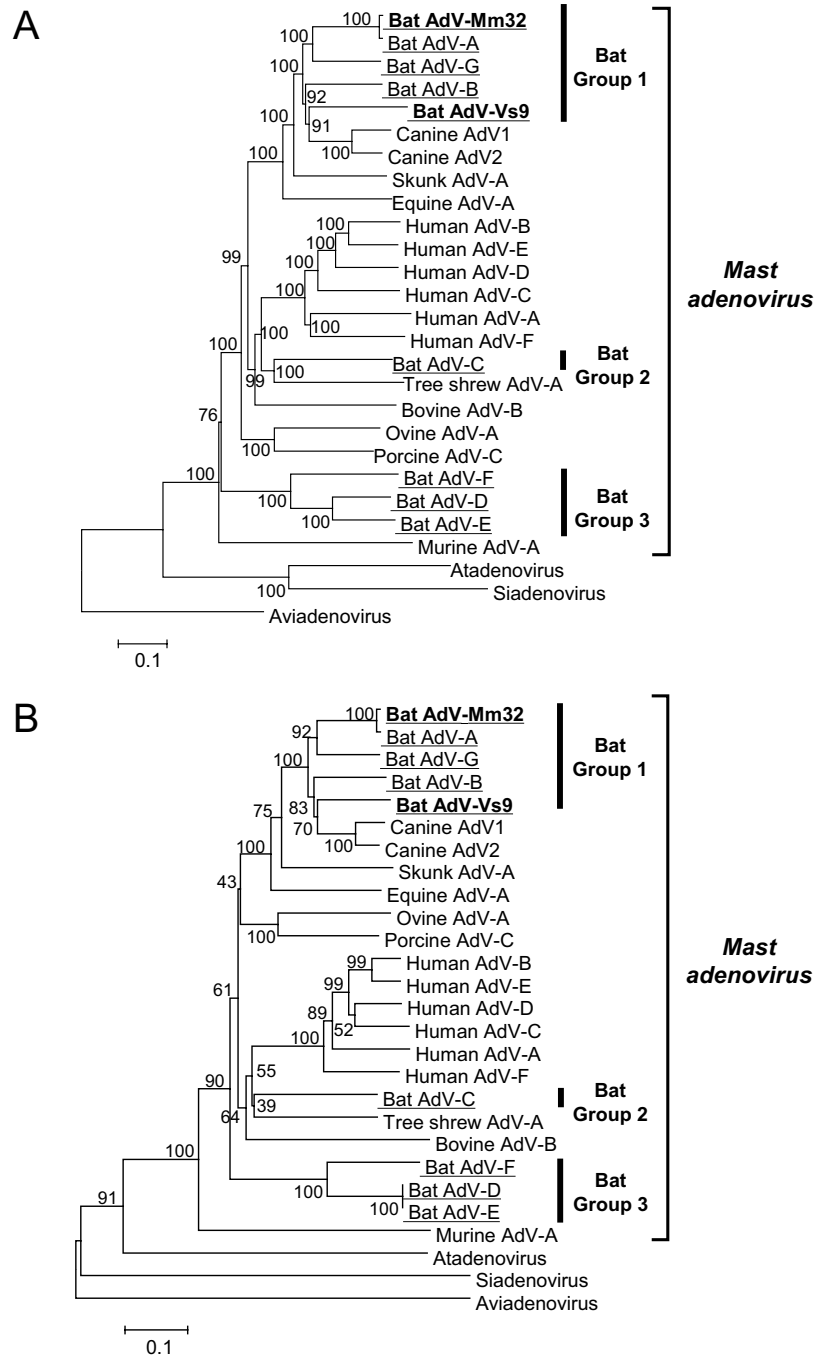 A
100
Bat AdV-Mm32
100
Bat AdV-A
100
Bat AdV-G
Bat
Group 1
Bat AdV-B
92
100
Bat AdV-Vs9
91
Canine AdV1
100
Canine AdV2
100
Skunk AdV-A
Equine AdV-A
100
Human AdV-B
100
Human AdV-E
99
100
Human AdV-D
100
Human AdV-C
Human AdV-A
100
100
Human AdV-F
100
Bat AdV-C
Bat
Group 2
99
100
Tree shrew AdV-A
Bovine AdV-B
76
Ovine AdV-A
100
Porcine AdV-C
100
Bat AdV-F
100
Bat AdV-D
Bat
Group 3
100
Bat AdV-E
Murine AdV-A
Mast
adenovirus
Atadenovirus
100
Siadenovirus
Aviadenovirus
0.1
B
100
Bat AdV-Mm32
92
Bat AdV-A
100
Bat AdV-G
Bat
Group 1
Bat AdV-B
83
Bat AdV-Vs9
75
70
Canine AdV1
100
Canine AdV2
100
Skunk AdV-A
43
Equine AdV-A
Ovine AdV-A
100
Porcine AdV-C
99
Human AdV-B
99
Human AdV-E
61
Human AdV-D
89
52
Human AdV-C
100
Human AdV-A
55
Human AdV-F
90
Bat AdV-C
Bat
Group 2
64
39
Tree shrew AdV-A
Bovine AdV-B
100
Bat AdV-F
100
Bat AdV-D
Bat
Group 3
91
100
Bat AdV-E
Murine AdV-A
Mast
adenovirus
Atadenovirus
Siadenovirus
Aviadenovirus
0.1